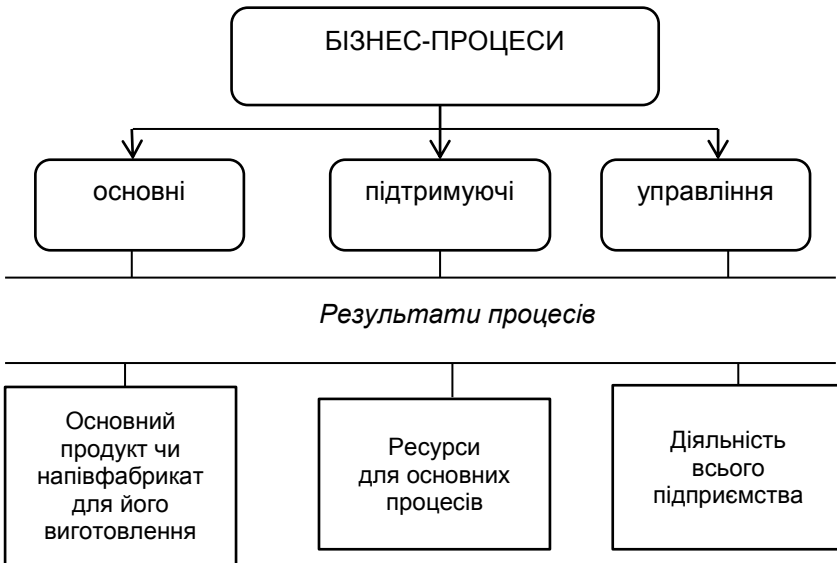 БІЗНЕС-ПРОЦЕСИ
основні
підтримуючі
управління
Результати процесів
Основний
продукт чи
напівфабрикат
для його
виготовлення
Ресурси
для основних
процесів
Діяльність
всього
підприємства